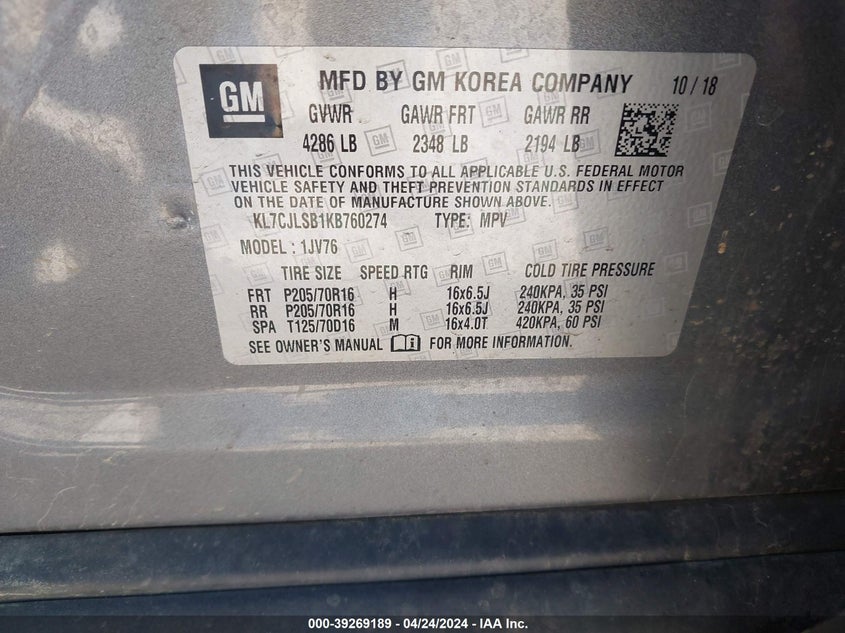 GM MFD BY GM KOREA COMPANY 10/18
GVWR GAWR FRT GAWR RR
4286 LB 2348 LB 2194 LB
THIS VEHICLE CONFORMS TO ALL APPLICABLE U.S. FEDERAL MOTOR
VEHICLE SAFETY AND THEFT PREVENTION STANDARDS IN EFFECT
ON THE DATE OF MANUFACTURE SHOWN ABOVE.
KL7CJLSB1KB760274 TYPE: MPV
MODEL : 1JV76
TIRE SIZE SPEED RTG RIM COLD TIRE PRESSURE
FRT P205/70R16 H 16x6.5J 240KPA, 35 PSI
RR P205/70R16 H 16x6.5J 240KPA, 35 PSI
SPA T125/70D16 M 16x4.0T 420KPA, 60 PSI
SEE OWNER'S MANUAL FOR MORE INFORMATION.
000-39269189 - 04/24/2024 - IAA Inc.